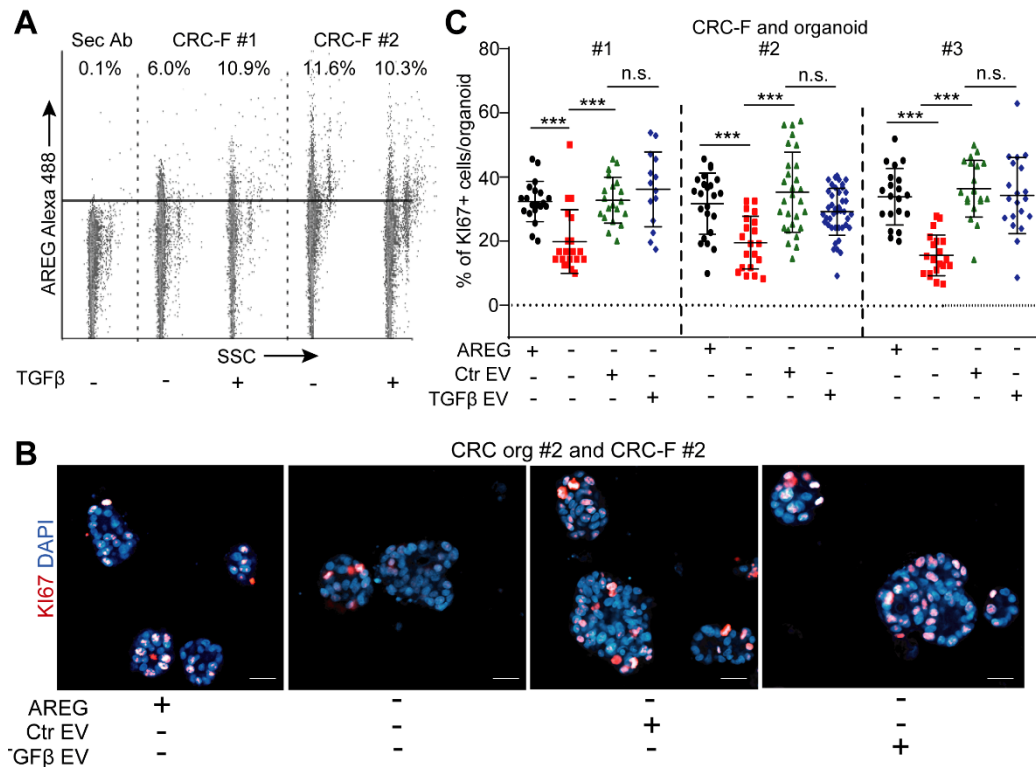 A
Sec Ab CRC-F #1 CRC-F #2
0.1% 6.0% 10.9% 11.6% 10.3%
AREG Alexa 488
SSC
TGFβ - - + - +
C
CRC-F and organoid
#1 #2 #3
n.s. n.s. n.s.
*** *** *** *** *** ***
80
60
40
20
0
% of KI67+ cells/organoid
AREG + - - - + - - - + - - -
Ctr EV - - + - - - + - - - + -
TGFβ EV - - - + - - - + - - - +
B
CRC org #2 and CRC-F #2
KI67 DAPI
AREG + - - -
Ctr EV - - + -
TGFβ EV - - - +